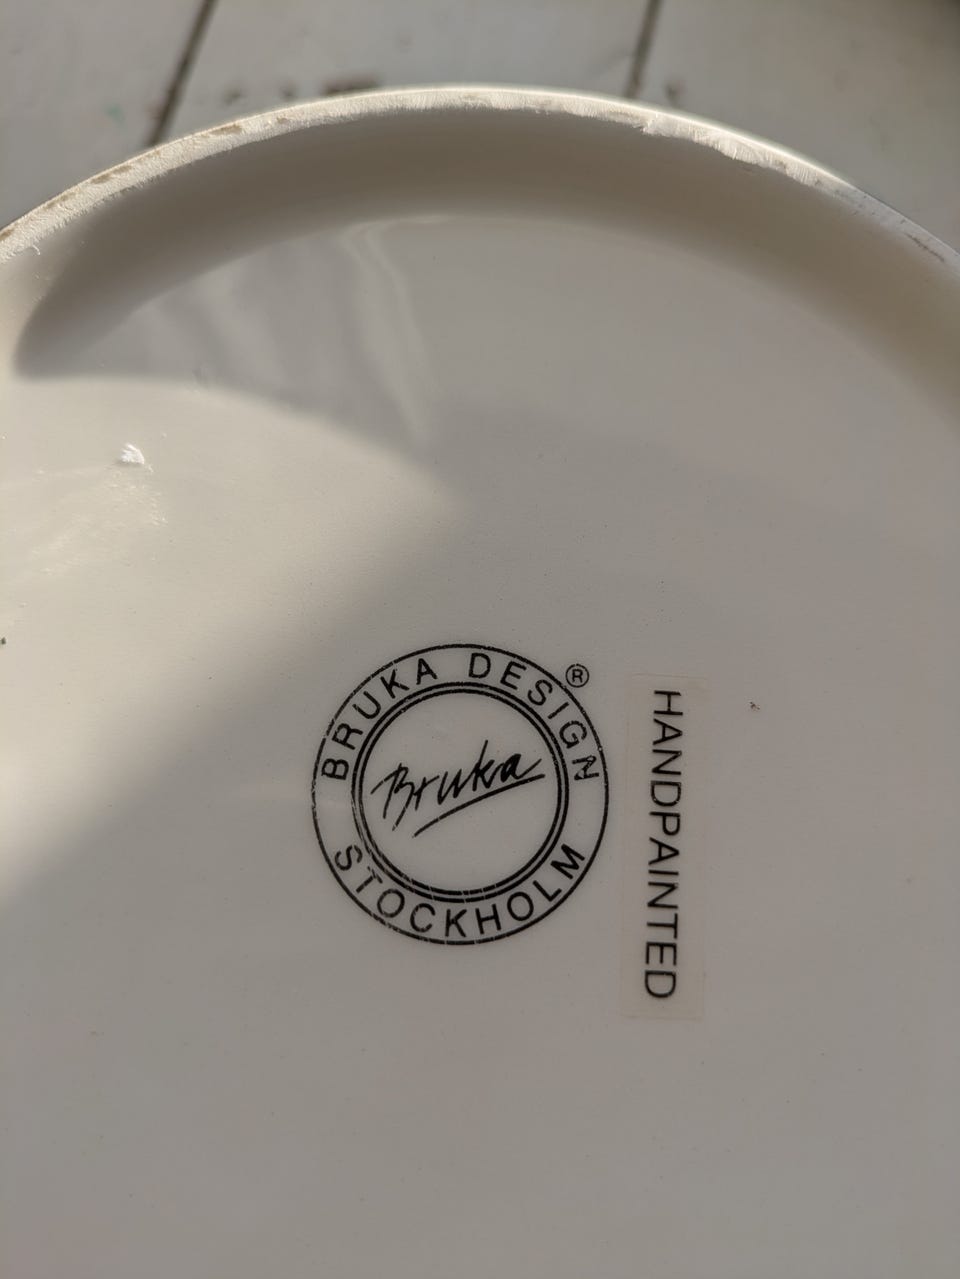 BRUKA DESIGN ®
Bruka
STOCKHOLM
HANDPAINTED